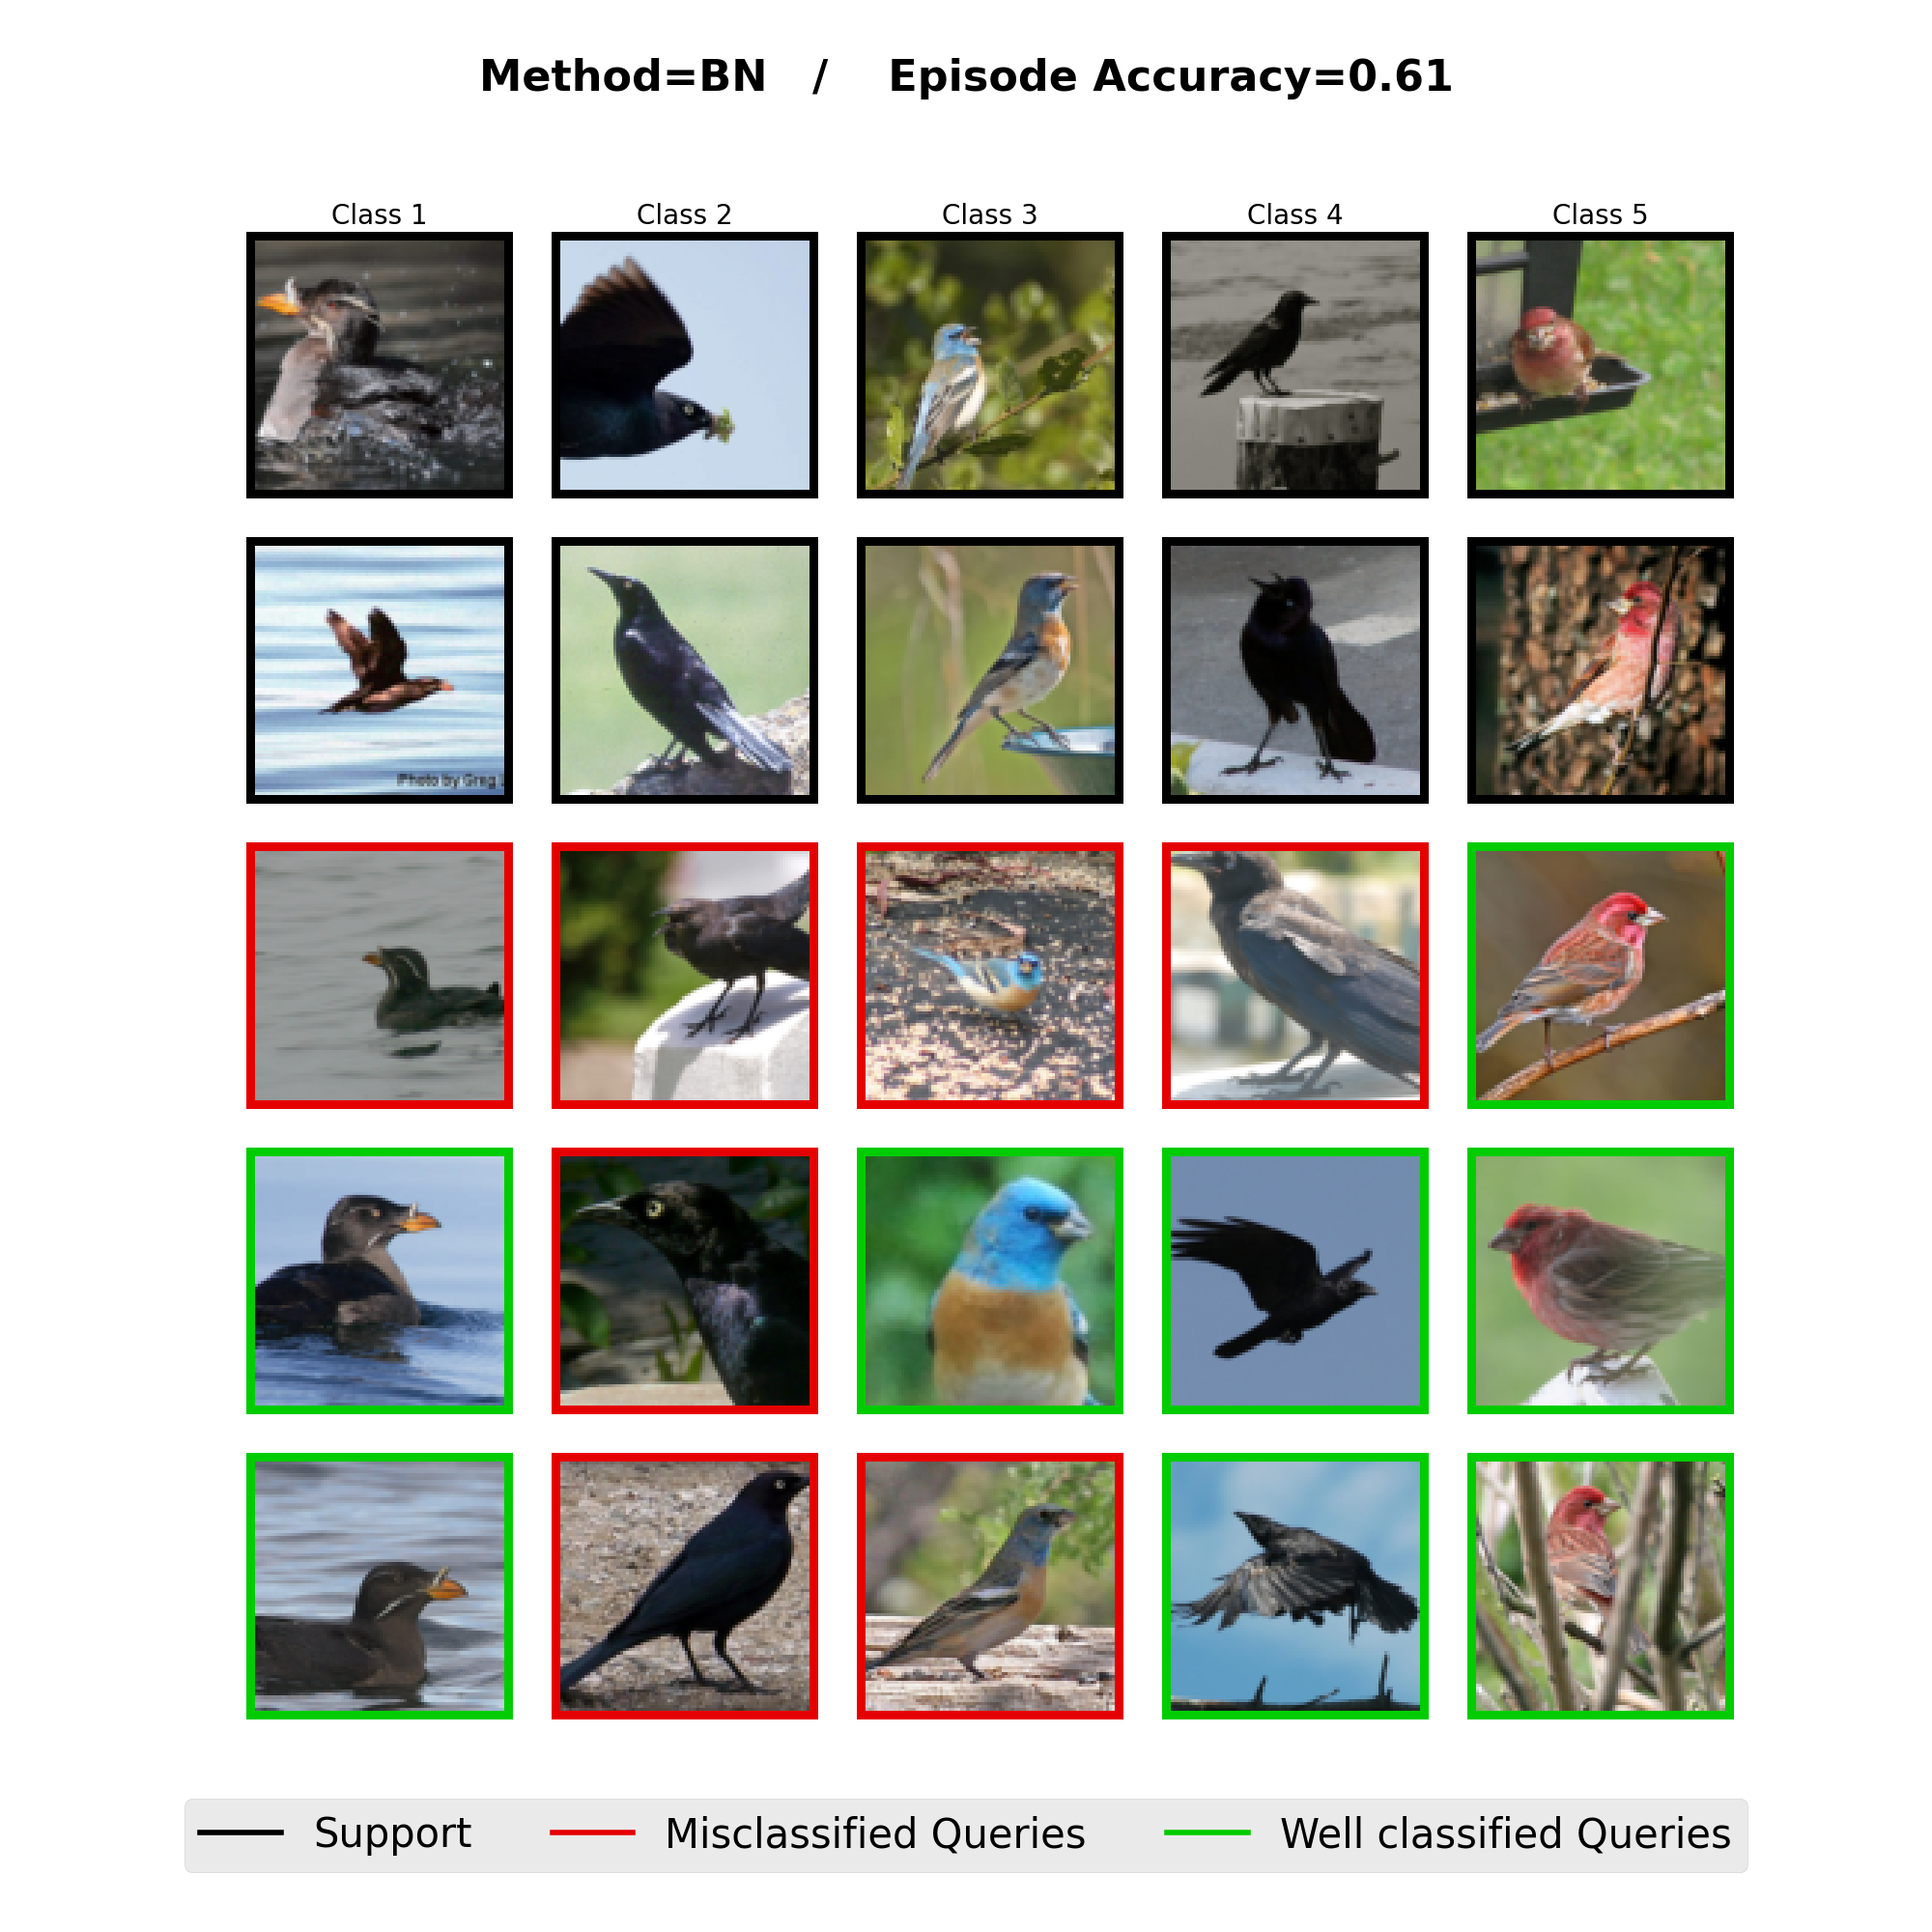 Method=BN / Episode Accuracy=0.61
Class 1 Class 2 Class 3 Class 4 Class 5
Photo by Greg
Support Misclassified Queries Well classified Queries